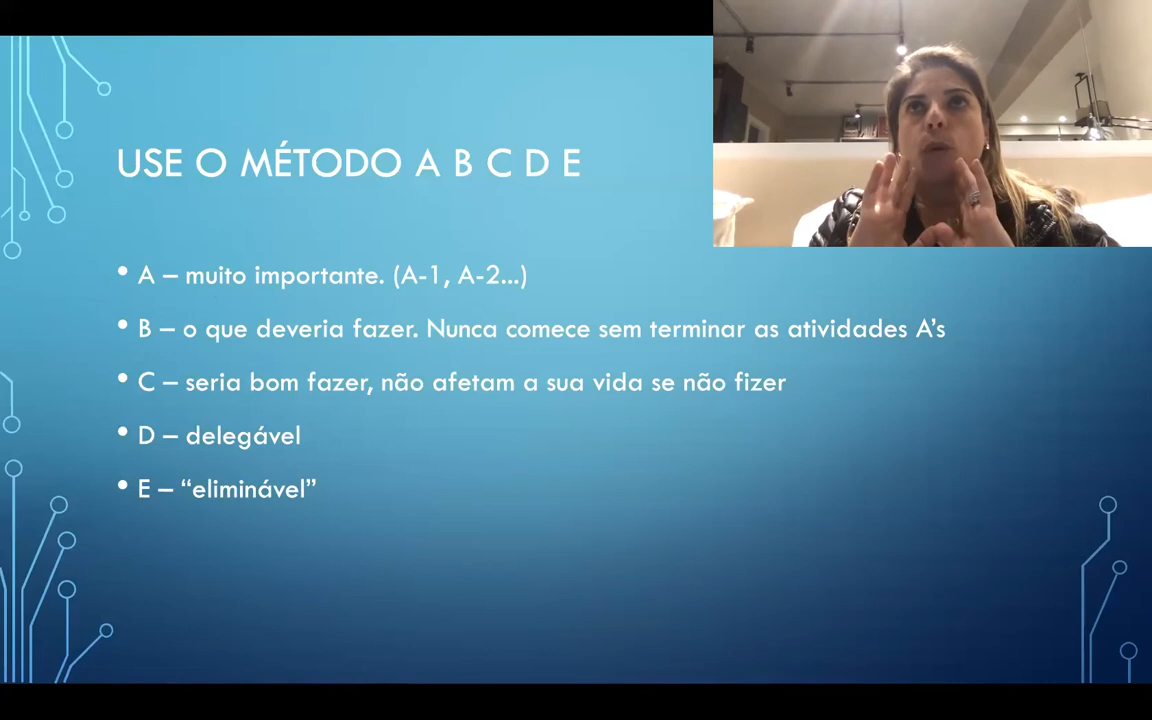 USE O MÉTODO A B C D E
• A – muito importante. (A-1, A-2...)
• B – o que deveria fazer. Nunca comece sem terminar as atividades A’s
• C – seria bom fazer, não afetam a sua vida se não fizer
• D – delegável
• E – “eliminável”